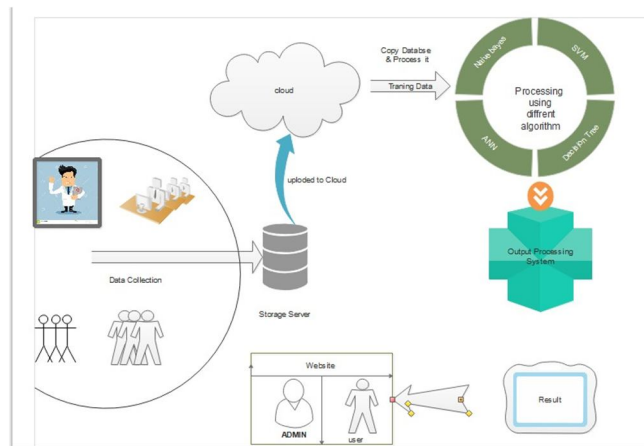 Copy Databse
& Process it
Traning Data
cloud
Naive bayee
SVM
ANN
Decision Tree
Processing
using
diffrent
algorithm
uploded to Cloud
Output Processing
System
Data Collection
Storage Server
Website
ADMIN
user
Result